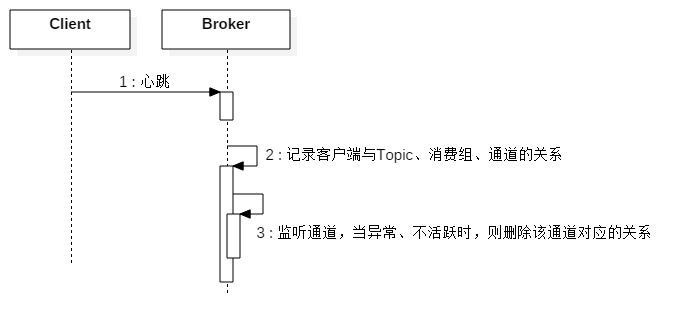 Client
Broker
1 : 心跳
2 : 记录客户端与Topic、消费组、通道的关系
3 : 监听通道，当异常、不活跃时，则删除该通道对应的关系